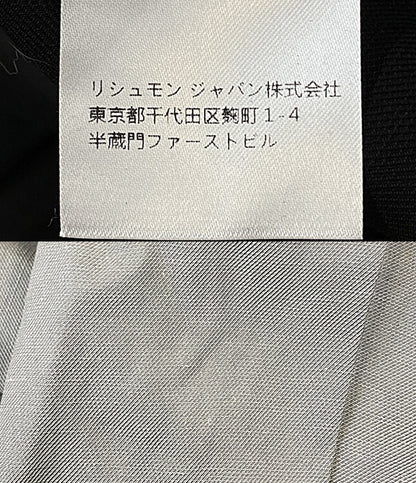 リシュモン ジャパン株式会社
東京都千代田区麹町1-4
半蔵門ファーストビル